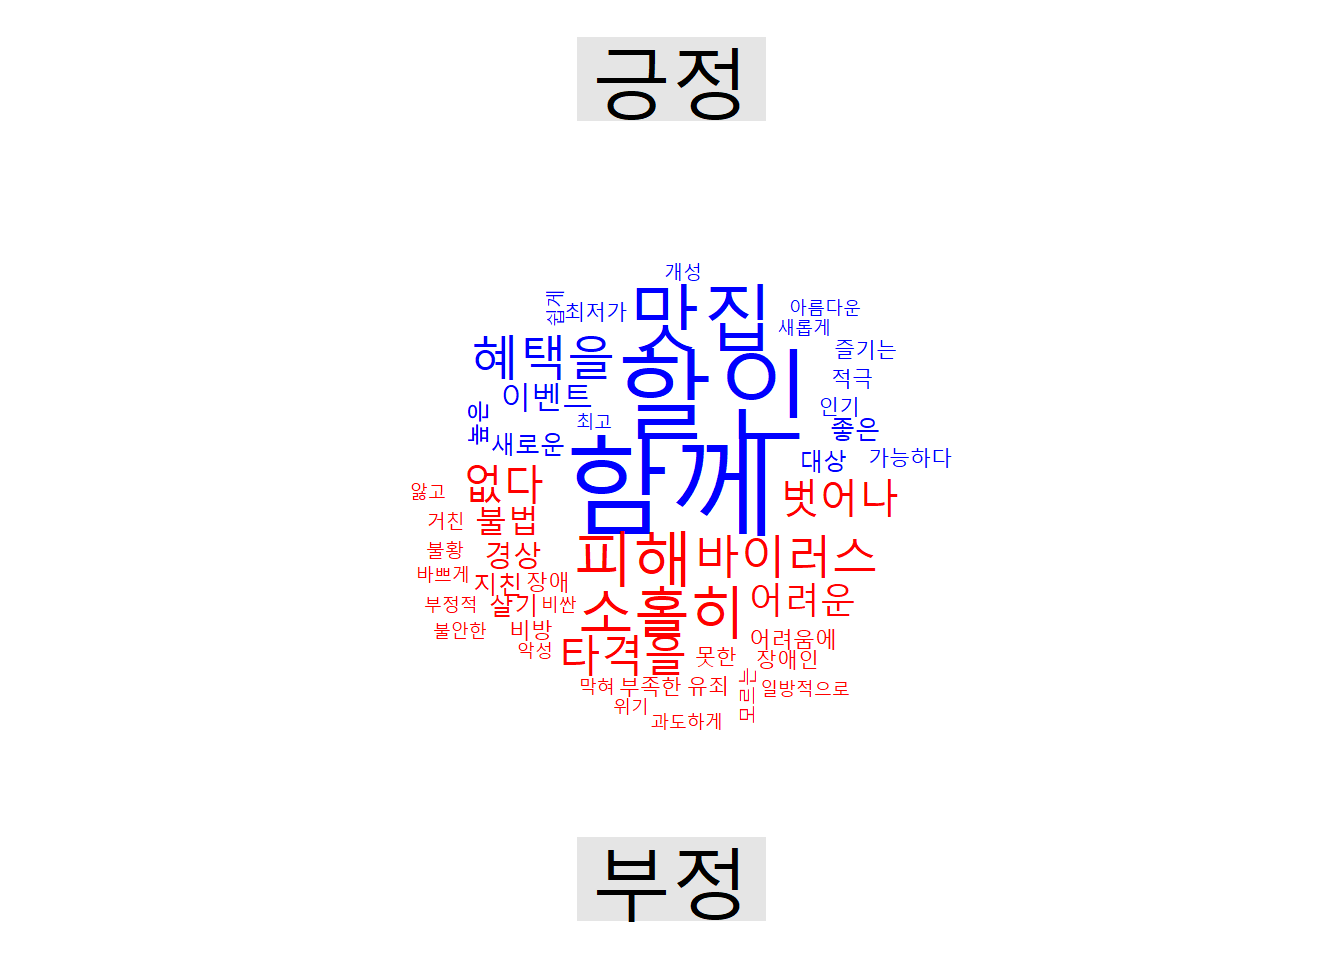 긍정
개성
쉽게 최저가 맛집 아름다운
새롭게
혜택을 할인 즐기는
적극
이벤트 인기
높은 최고 좋은
새로운 함께 대상 가능하다
앓고 없다 벗어나
거친 불법
불황 경상 피해 바이러스
바쁘게 지친 장애
부정적 살기 비싼 소홀히 어려운
불안한 비방 어려움에
악성 타격을 못한 장애인
막혀 부족한 유죄 모르는 일방적으로
위기
과도하게
부정